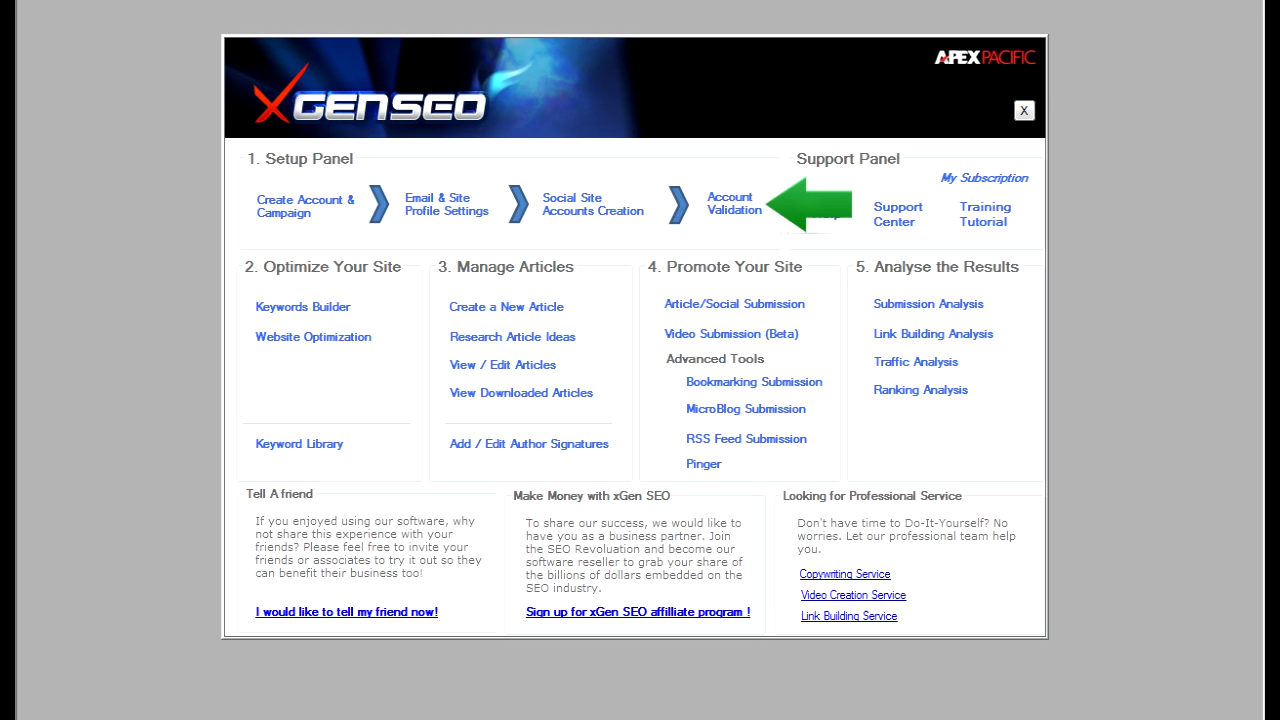 APEX PACIFIC
XGENSEO
X
1. Setup Panel
Create Account &
Campaign
Email & Site
Profile Settings
Social Site
Accounts Creation
Account
Validation
Support Panel
My Subscription
Support
Center
Training
Tutorial
2. Optimize Your Site
Keywords Builder
Website Optimization
Keyword Library
3. Manage Articles
Create a New Article
Research Article Ideas
View / Edit Articles
View Downloaded Articles
Add / Edit Author Signatures
4. Promote Your Site
Article/Social Submission
Video Submission (Beta)
Advanced Tools
Bookmarking Submission
MicroBlog Submission
RSS Feed Submission
Pinger
5. Analyse the Results
Submission Analysis
Link Building Analysis
Traffic Analysis
Ranking Analysis
Tell A friend
If you enjoyed using our software, why
not share this experience with your
friends? Please feel free to invite your
friends or associates to try it out so they
can benefit their business too!
I would like to tell my friend now!
Make Money with xGen SEO
To share our success, we would like to
have you as a business partner. Join
the SEO Revoluation and become our
software reseller to grab your share of
the billions of dollars embedded on the
SEO industry.
Sign up for xGen SEO affilliate program !
Looking for Professional Service
Don't have time to Do-It-Yourself? No
worries. Let our professional team help
you.
Copywriting Service
Video Creation Service
Link Building Service